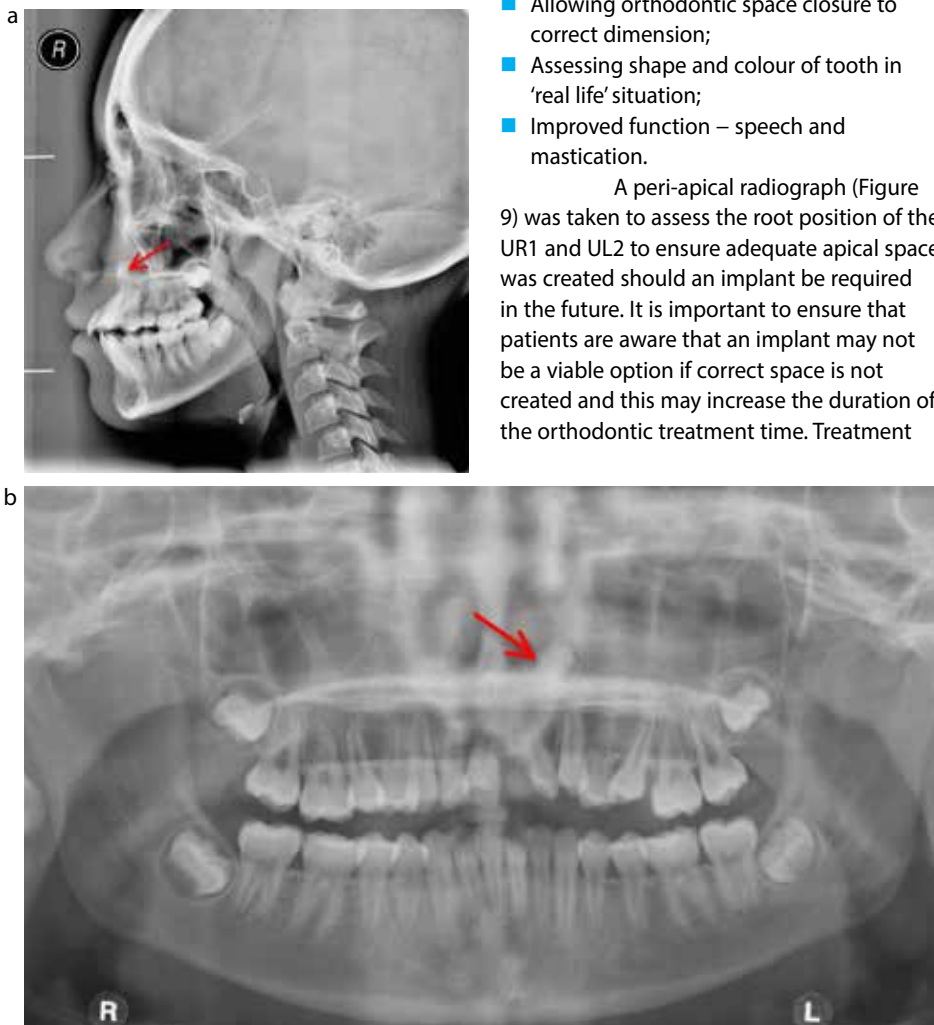 a
R
■ Allowing orthodontic space closure to
correct dimension;
■ Assessing shape and colour of tooth in
‘real life’ situation;
■ Improved function – speech and
mastication.
A peri-apical radiograph (Figure
9) was taken to assess the root position of the
UR1 and UL2 to ensure adequate apical space
was created should an implant be required
in the future. It is important to ensure that
patients are aware that an implant may not
be a viable option if correct space is not
created and this may increase the duration of
the orthodontic treatment time. Treatment
b
R
L